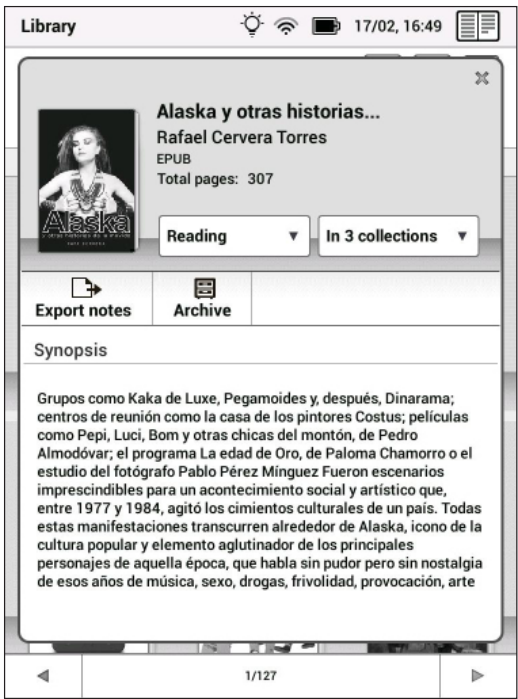 Library
17/02, 16:49
Alaska y otras historias...
Rafael Cervera Torres
EPUB
Total pages: 307
Alaska
y otras historias de la movida
Reading
In 3 collections
Export notes
Archive
Synopsis
Grupos como Kaka de Luxe, Pegamoides y, después, Dinarama;
centros de reunión como la casa de los pintores Costus; películas
como Pepi, Luci, Bom y otras chicas del montón, de Pedro
Almodóvar; el programa La edad de Oro, de Paloma Chamorro o el
estudio del fotógrafo Pablo Pérez Mínguez Fueron escenarios
imprescindibles para un acontecimiento social y artístico que,
entre 1977 y 1984, agitó los cimientos culturales de un país. Todas
estas manifestaciones transcurren alrededor de Alaska, icono de la
cultura popular y elemento aglutinador de los principales
personajes de aquella época, que habla sin pudor pero sin nostalgia
de esos años de música, sexo, drogas, frivolidad, provocación, arte
1/127